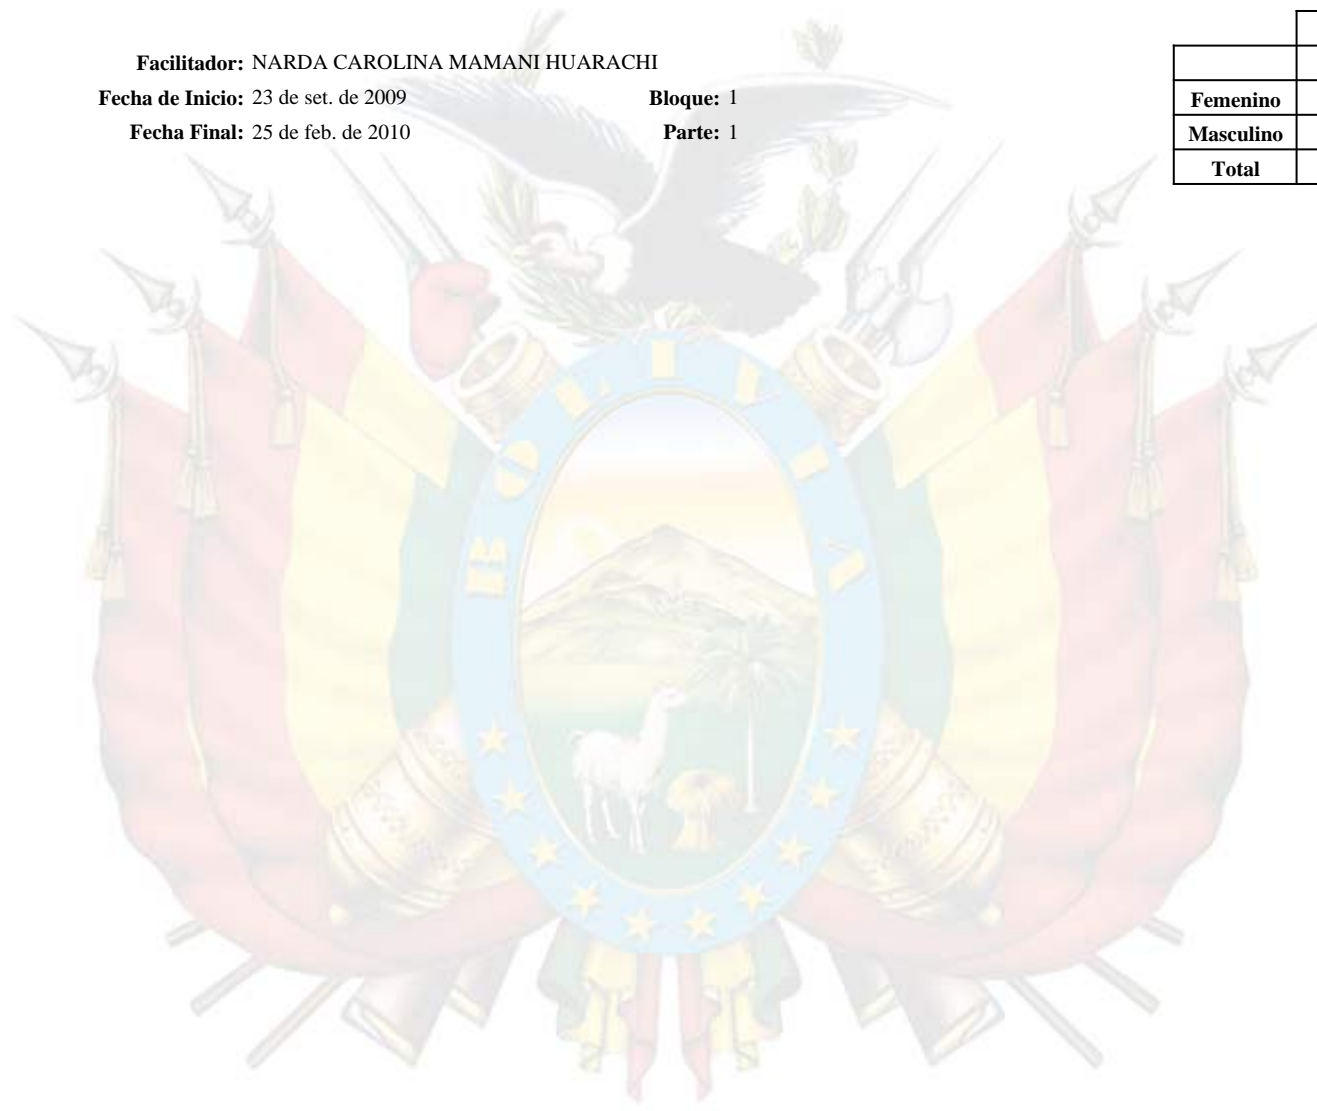 Facilitador: NARDA CAROLINA MAMANI HUARACHI
Fecha de Inicio: 23 de set. de 2009 Bloque: 1
Fecha Final: 25 de feb. de 2010 Parte: 1
Femenino
Masculino
Total
BOLIVIA